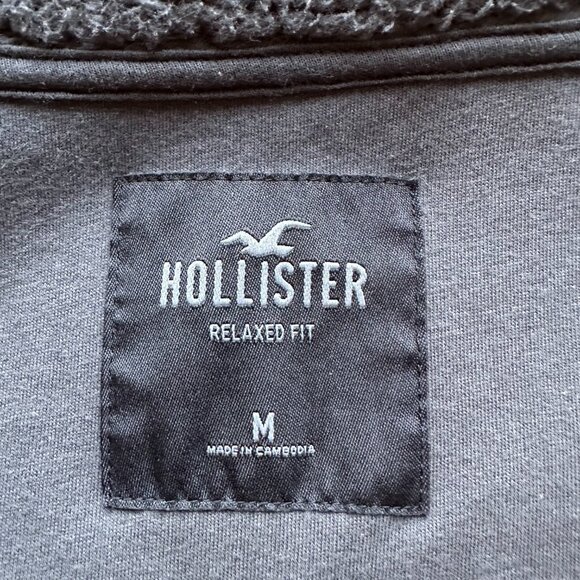 HOLLISTER
RELAXED FIT
M
MADE IN CAMBODIA